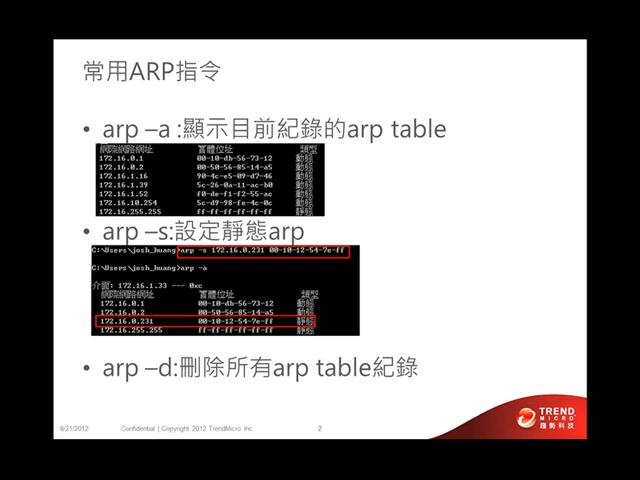 常用ARP指令
• arp –a :顯示目前紀錄的arp table
網際網路網址 實體位址 類型
172.16.0.1 00-10-db-56-73-12 動態
172.16.0.2 00-50-56-85-14-a5 動態
172.16.1.16 90-4c-e5-09-d7-46 動態
172.16.1.39 5c-26-0a-11-ac-b0 動態
172.16.1.52 f0-de-f1-f2-55-ac 動態
172.16.10.254 5c-d9-98-fe-4c-0c 動態
172.16.255.255 ff-ff-ff-ff-ff-ff 靜態
• arp –s:設定靜態arp
C:\Users\josh_huang>arp -s 172.16.0.231 00-10-12-54-7e-ff
C:\Users\josh_huang>arp -a
介面: 172.16.1.33 --- 0xc
網際網路網址 實體位址 類型
172.16.0.1 00-10-db-56-73-12 動態
172.16.0.2 00-50-56-85-14-a5 動態
172.16.0.231 00-10-12-54-7e-ff 靜態
172.16.255.255 ff-ff-ff-ff-ff-ff 靜態
• arp –d:刪除所有arp table紀錄
8/21/2012 Confidential | Copyright 2012 TrendMicro Inc. 2
TREND
MICRO
趨勢科技